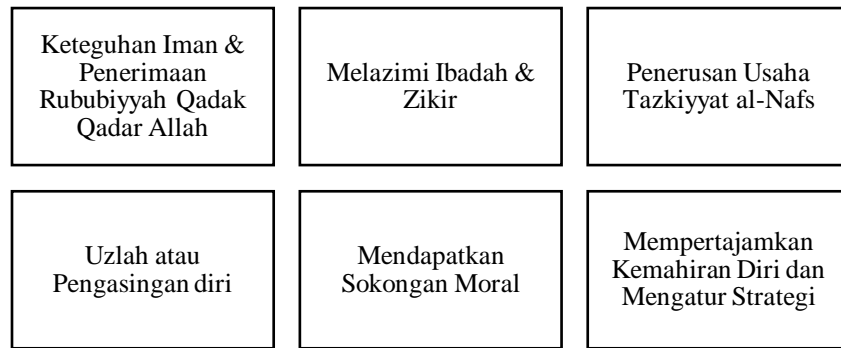 Keteguhan Iman &
Penerimaan
Rububiyyah Qadak
Qadar Allah
Melazimi Ibadah &
Zikir
Penerusan Usaha
Tazkiyyat al-Nafs
Uzlah atau
Pengasingan diri
Mendapatkan
Sokongan Moral
Mempertajamkan
Kemahiran Diri dan
Mengatur Strategi